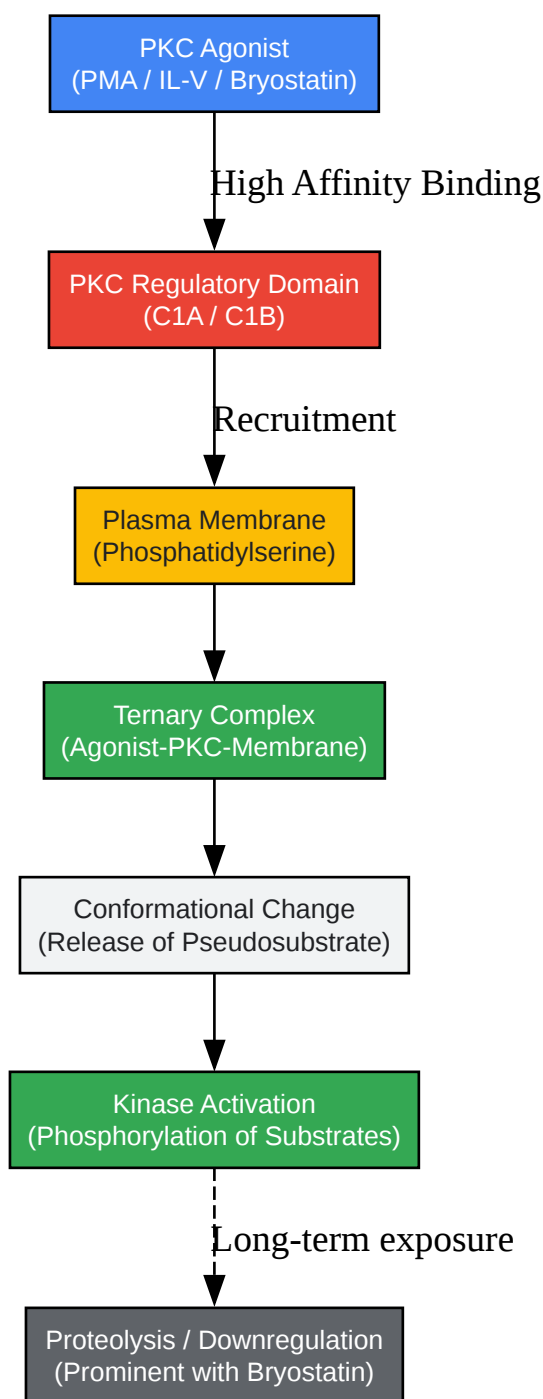 PKC Agonist
(PMA / IL-V / Bryostatin)
High Affinity Binding
PKC Regulatory Domain
(C1A / C1B)
Recruitment
Plasma Membrane
(Phosphatidylserine)
Ternary Complex
(Agonist-PKC-Membrane)
Conformational Change
(Release of Pseudosubstrate)
Kinase Activation
(Phosphorylation of Substrates)
Long-term exposure
Proteolysis / Downregulation
(Prominent with Bryostatin)